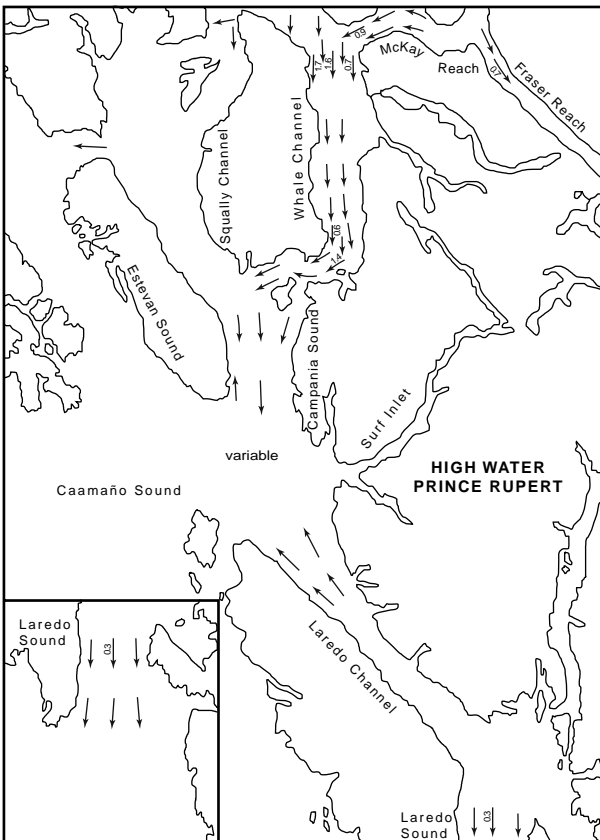 0.9
McKay
Reach
Fraser Reach
0.7
1.7
1.6
0.7
Squally Channel
Whale Channel
0.6
1.4
Estevan Sound
Campania Sound
Surf Inlet
variable
Caamaño Sound
HIGH WATER
PRINCE RUPERT
Laredo
Sound
0.3
Laredo Channel
Laredo
Sound
0.3